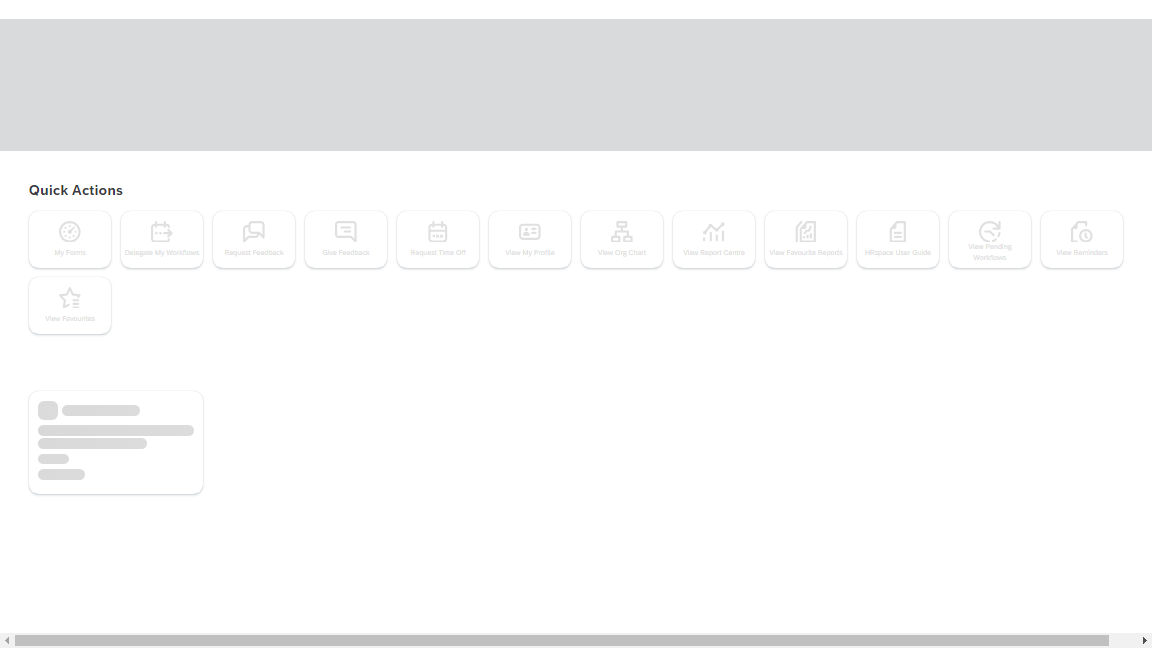 Quick Actions
My Forms
Delegate My Workflows
Request Feedback
Give Feedback
Request Time Off
View My Profile
View Org Chart
View Report Centre
View Favourite Reports
HRspace User Guide
View Pending
Workflows
View Reminders
View Favourites